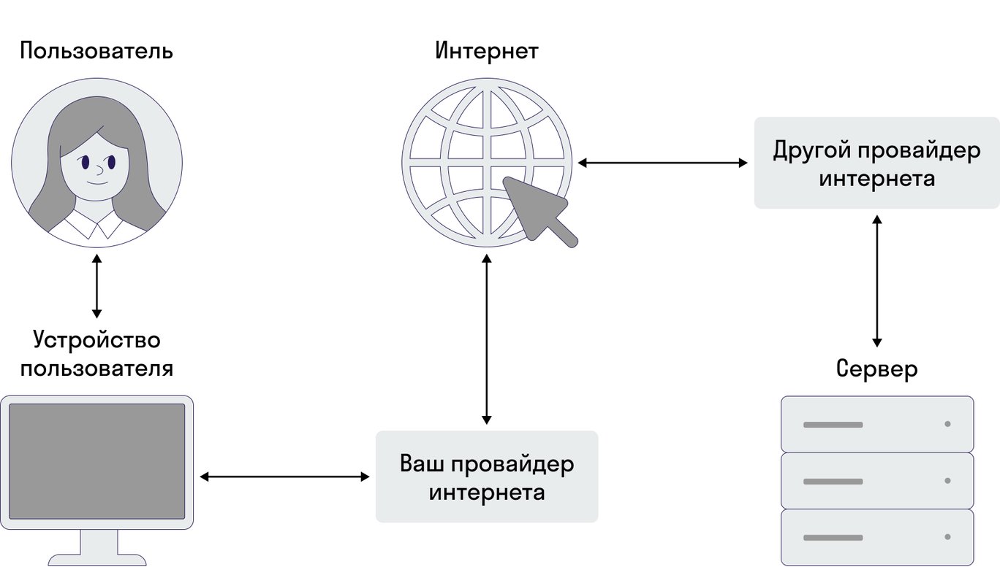 Пользователь
Интернет
Другой провайдер
интернета
Устройство
пользователя
Сервер
Ваш провайдер
интернета